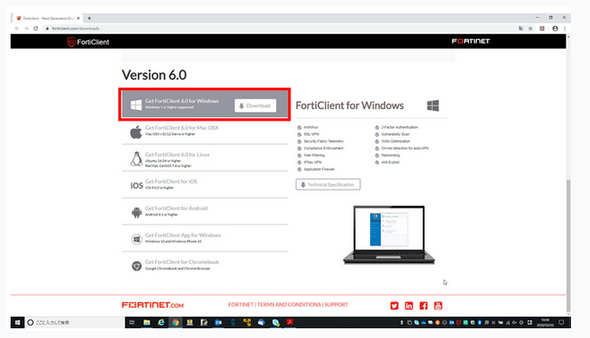 Forticlient - Next Generation En
forticlient.com/downloads
FortiClient
FORTINET
Version 6.0
Get FortiClient 6.0 for Windows
Windows 7 or higher supported
Download
Get FortiClient 6.0 for Mac OSX
Mac OSX v10.12 Sierra or higher
Get FortiClient 6.0 for Linux
Ubuntu 16.04 or higher
Red Hat, CentOS 7.4 or higher
iOS
Get FortiClient for iOS
iOS 9.0.0 or higher
Get FortiClient for Android
Android 4.1 or higher
Get FortiClient App for Windows
Windows 10 and Windows Phone 10
Get FortiClient for Chromebook
Google Chromebook and Chrome Browser
FortiClient for Windows
AntiVirus
SSL-VPN
Security Fabric Telemetry
Compliance Enforcement
Web Filtering
IPSec VPN
Application Firewall
2-Factor Authentication
Vulnerability Scan
WAN Optimization
On-net detection for auto-VPN
Rebranding
Anti-Exploit
Technical Specification
FORTINET.COM
FORTINET | TERMS AND CONDITIONS | SUPPORT
ここに入力して検索